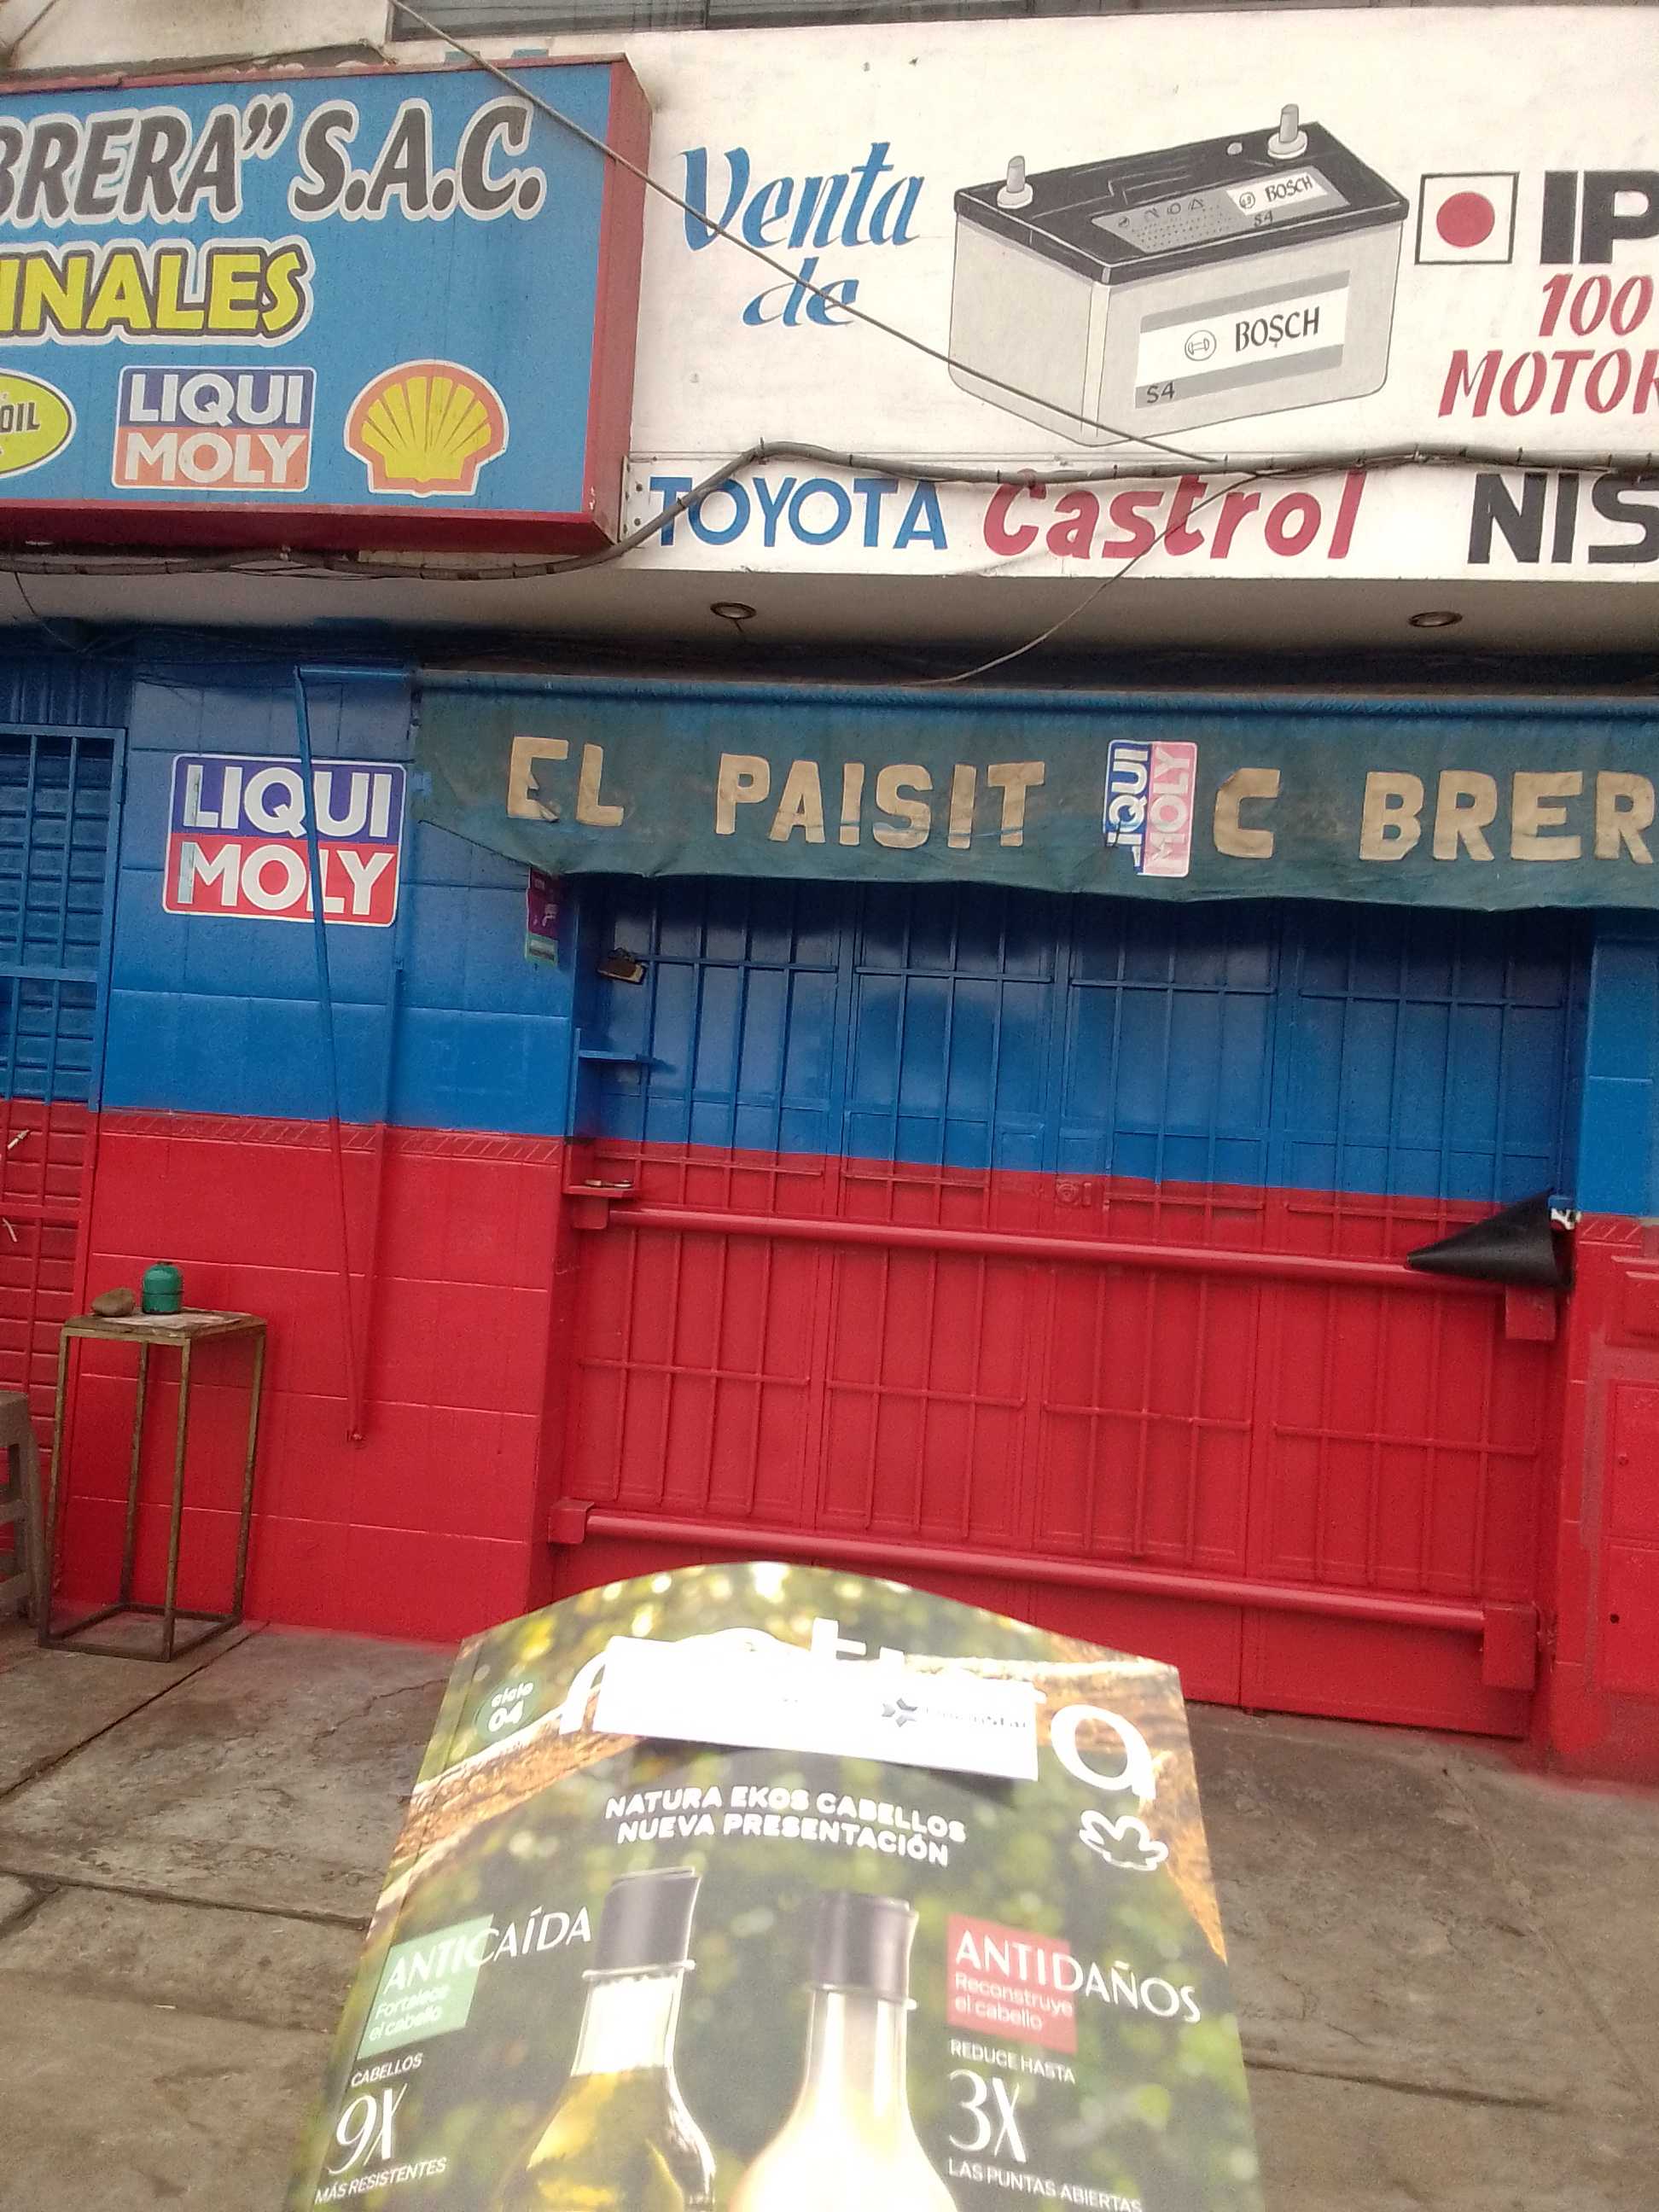 BRERA" S.A.C.
INALES
OIL
LIQUI
MOLY
Venta
de
BOSCH
S4
BOSCH
S4
IP
100
MOTOR
TOYOTA Castrol NIS
LIQUI
MOLY
EL PAISIT LIQUI MOLY C BRER
ciclo
04
NATURA EKOS CABELLOS
NUEVA PRESENTACIÓN
ANTICAÍDA
Fortalece
el cabello
CABELLOS
9X
MÁS RESISTENTES
ANTIDAÑOS
Reconstruye
el cabello
REDUCE HASTA
3X
LAS PUNTAS ABIERTAS